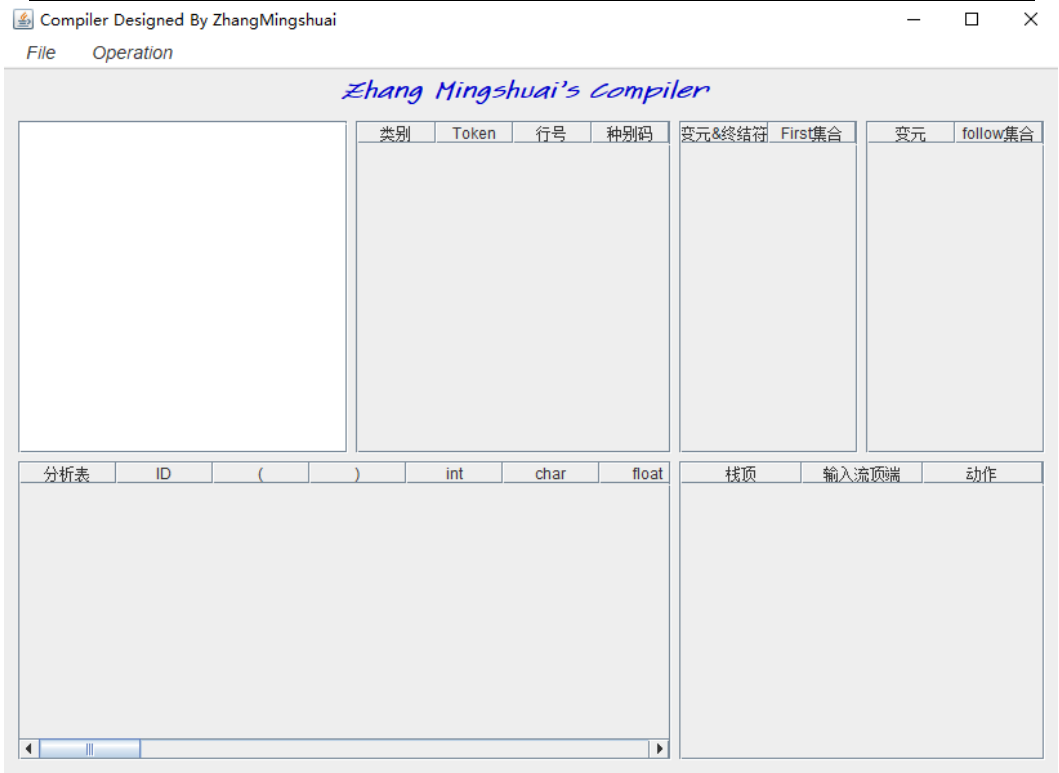 Compiler Designed By ZhangMingshuai
File Operation
Zhang Mingshuai's Compiler
类别 Token 行号 种别码 变元&终结符 First集合 变元 follow集合
分析表 ID ( ) int char float 栈顶 输入流顶端 动作